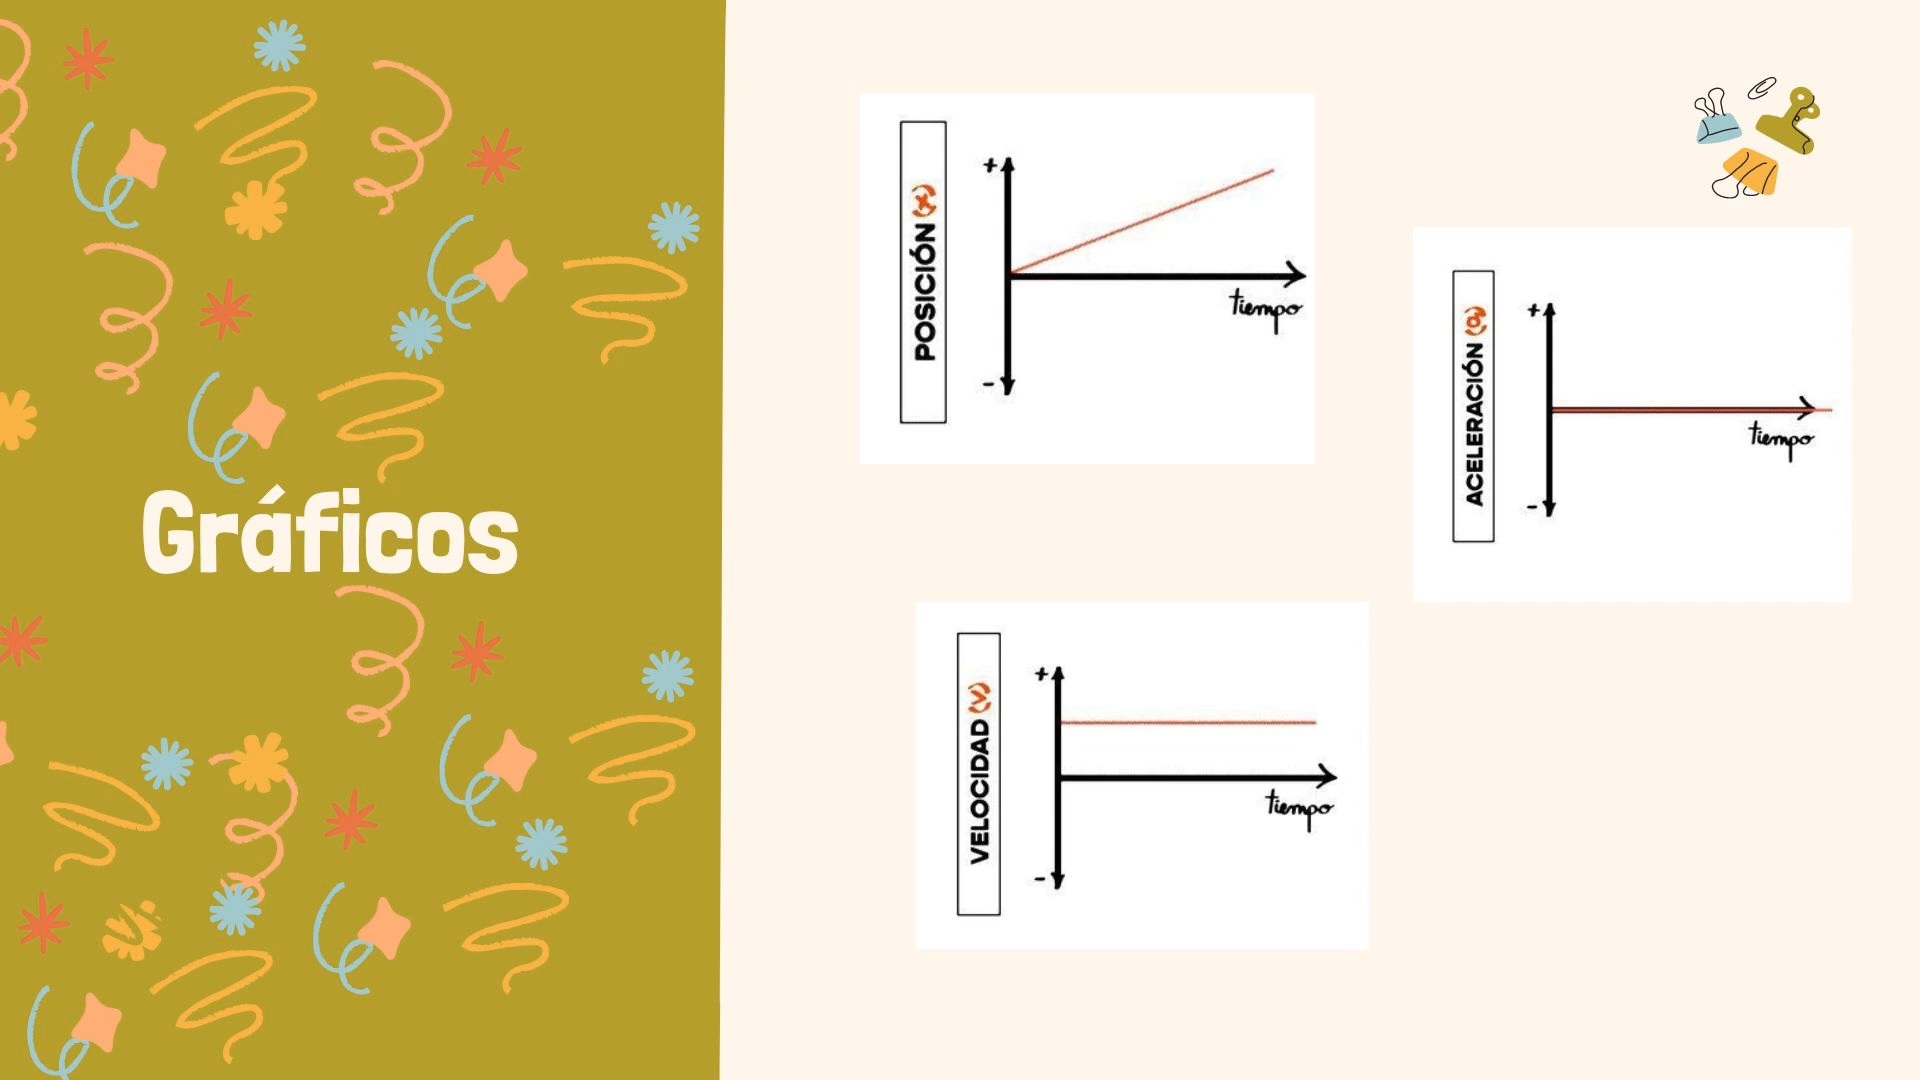 Gráficos
POSICIÓN (x)
+
-
tiempo
ACELERACIÓN (a)
+
-
tiempo
VELOCIDAD (v)
+
-
tiempo